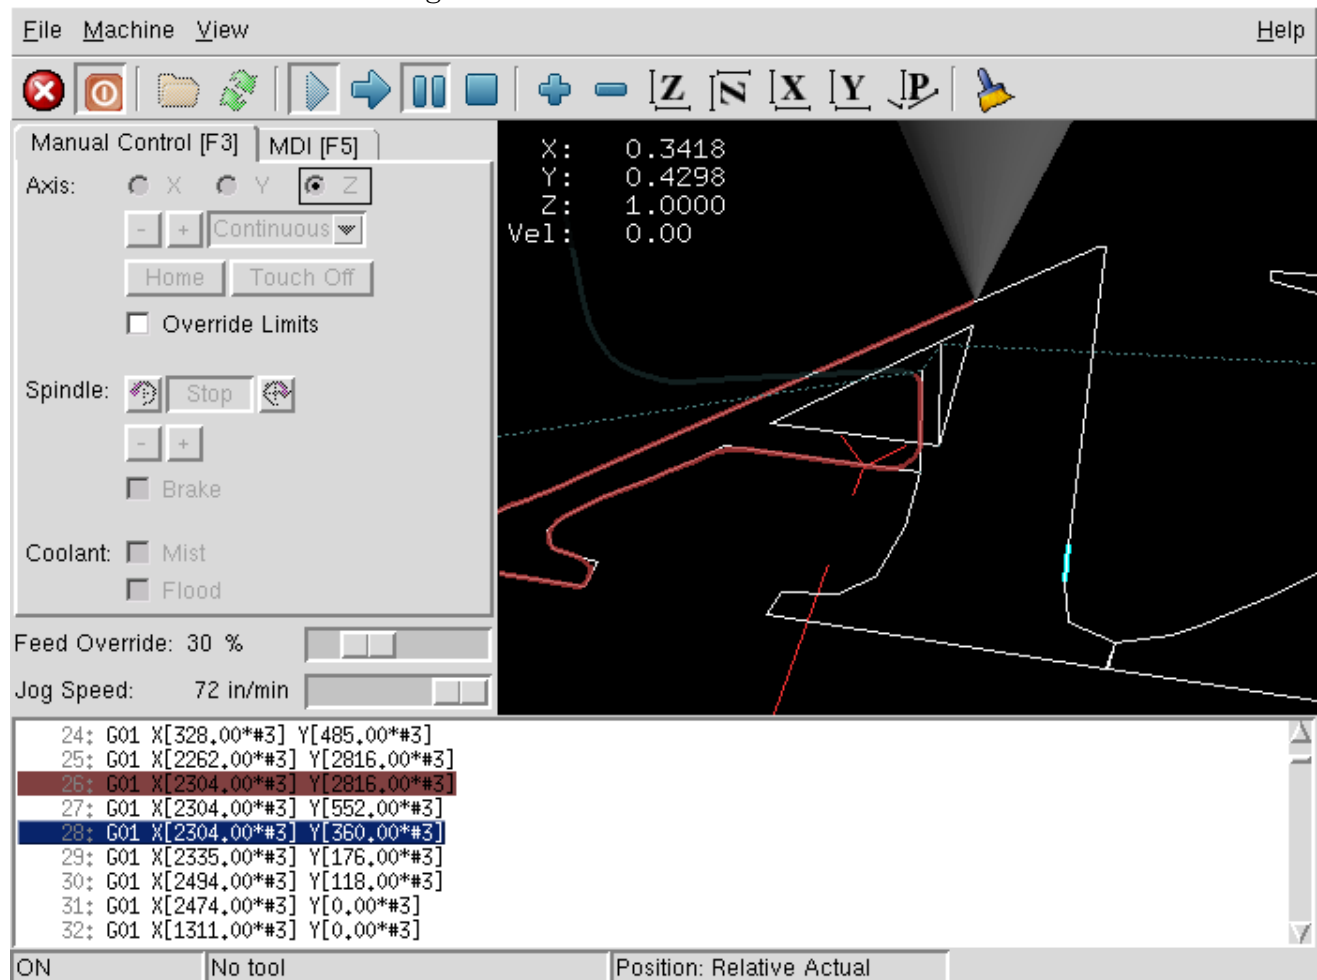 File Machine View Help
Z N X Y P
Manual Control [F3] MDI [F5]
X: 0.3418
Y: 0.4298
Z: 1.0000
Vel: 0.00
Axis: X Y Z
- + Continuous
Home Touch Off
Override Limits
Spindle: Stop
- +
Brake
Coolant: Mist
Flood
Feed Override: 30 %
Jog Speed: 72 in/min
24: G01 X[328.00*#3] Y[485.00*#3]
25: G01 X[2262.00*#3] Y[2816.00*#3]
26: G01 X[2304.00*#3] Y[2816.00*#3]
27: G01 X[2304.00*#3] Y[552.00*#3]
28: G01 X[2304.00*#3] Y[360.00*#3]
29: G01 X[2335.00*#3] Y[176.00*#3]
30: G01 X[2494.00*#3] Y[118.00*#3]
31: G01 X[2474.00*#3] Y[0.00*#3]
32: G01 X[1311.00*#3] Y[0.00*#3]
ON No tool Position: Relative Actual